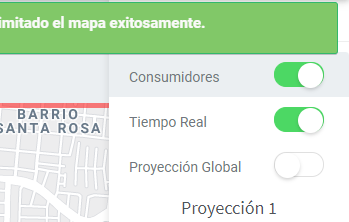 imitado el mapa exitosamente.
Consumidores
Tiempo Real
BARRIO
SANTA ROSA
Proyección Global
Proyección 1